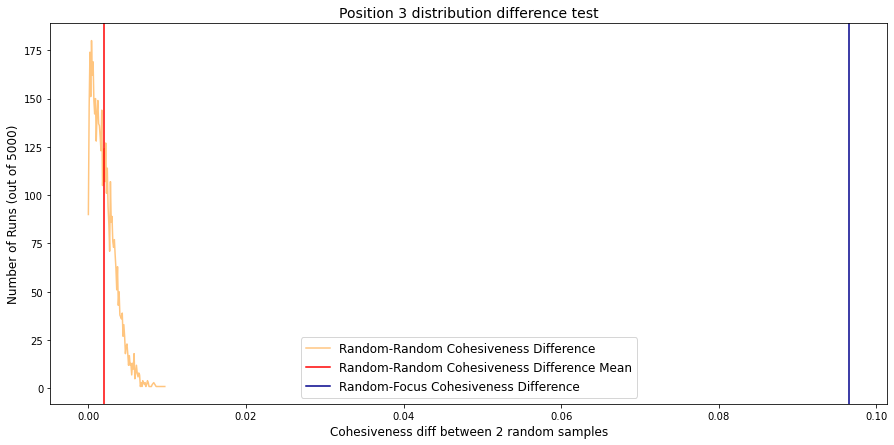 Position 3 distribution difference test
Number of Runs (out of 5000)
175
150
125
100
75
50
25
0
Random-Random Cohesiveness Difference
Random-Random Cohesiveness Difference Mean
Random-Focus Cohesiveness Difference
0.00 0.02 0.04 0.06 0.08 0.10
Cohesiveness diff between 2 random samples